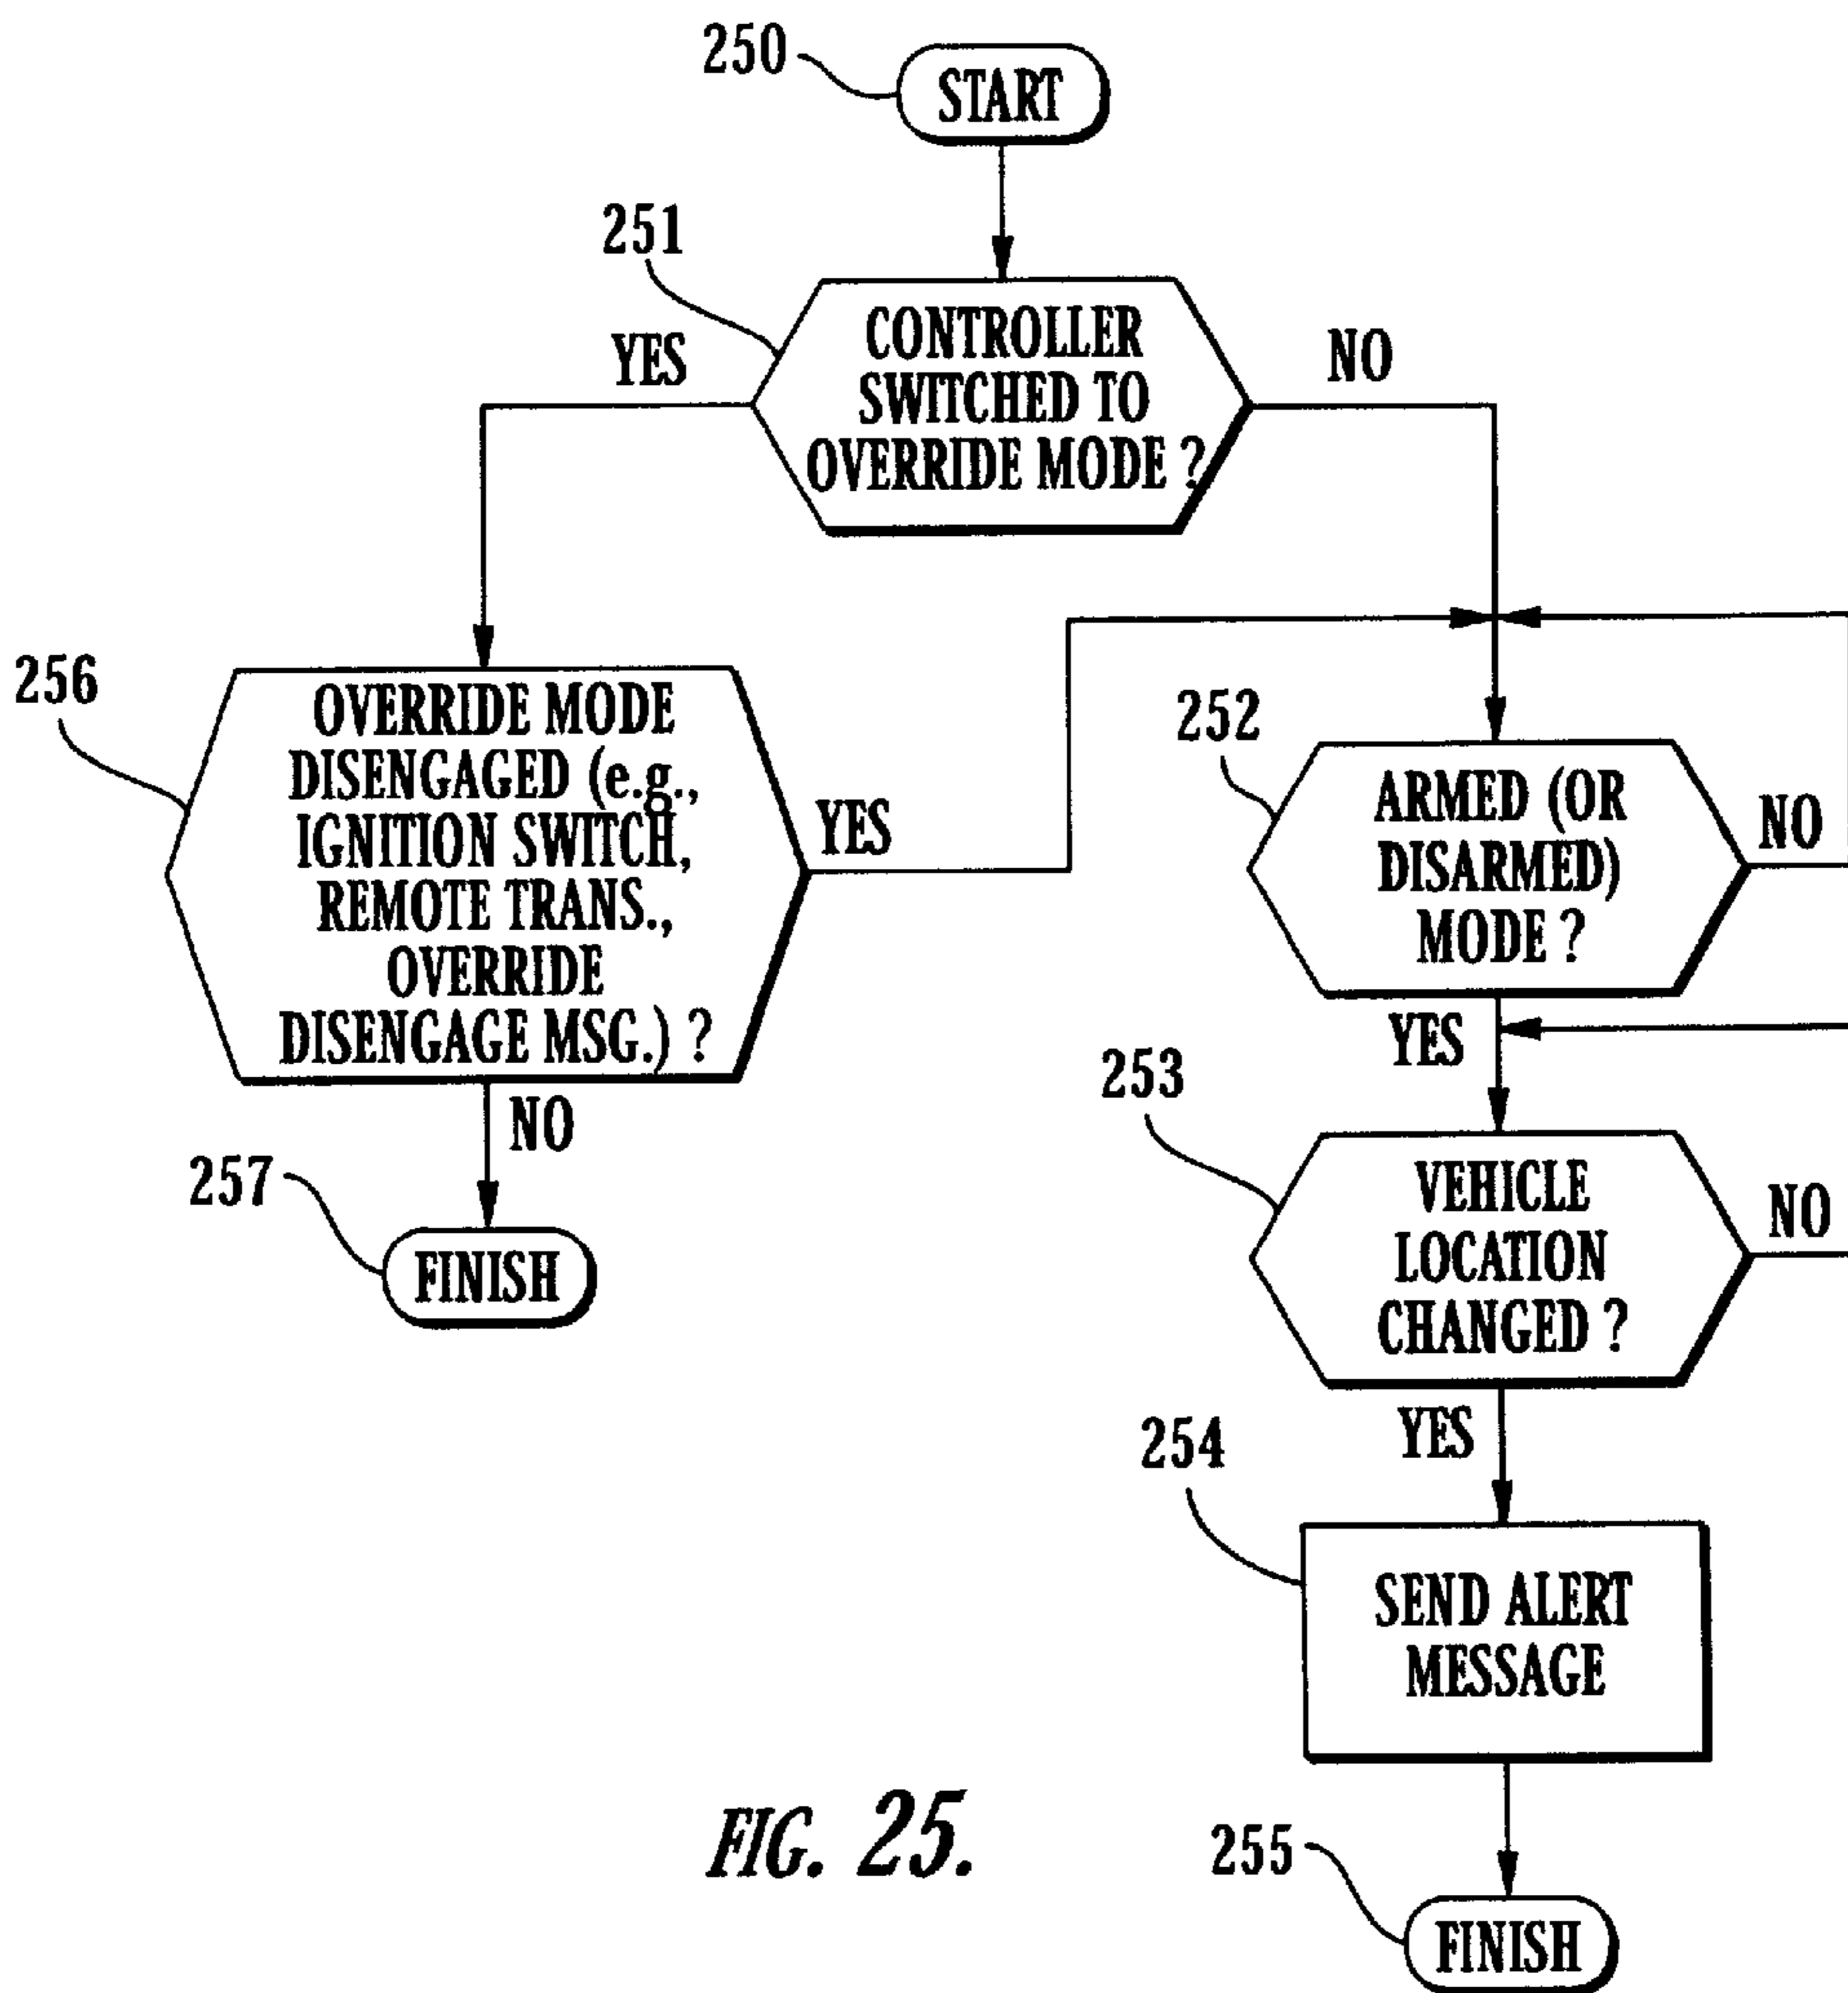 250
START
251
YES
CONTROLLER
SWITCHED TO
OVERRIDE MODE ?
NO
256
OVERRIDE MODE
DISENGAGED (e.g.,
IGNITION SWITCH,
REMOTE TRANS.,
OVERRIDE
DISENGAGE MSG.) ?
YES
NO
257
FINISH
252
ARMED (OR
DISARMED)
MODE ?
NO
YES
253
VEHICLE
LOCATION
CHANGED ?
NO
YES
254
SEND ALERT
MESSAGE
255
FINISH
FIG. 25.